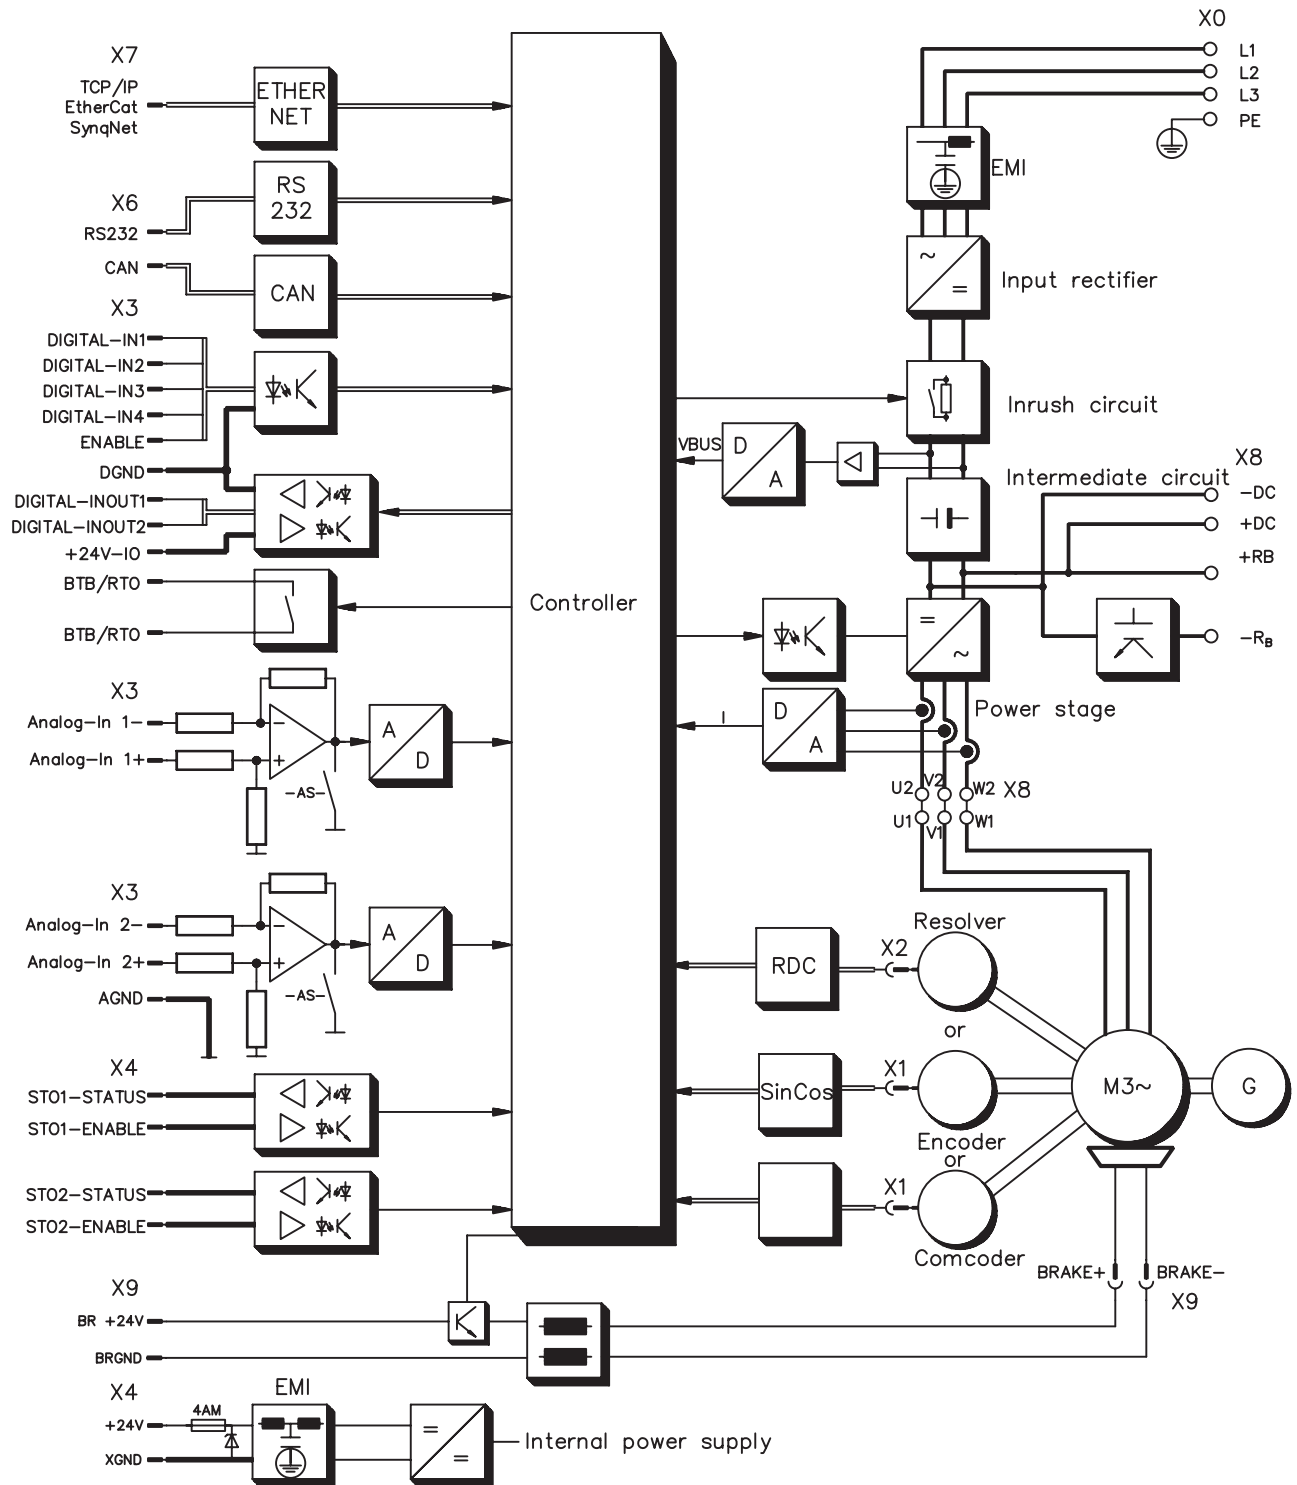 X7
TCP/IP
EtherCat
SynqNet
ETHER
NET
X6
RS232
RS
232
CAN
CAN
X3
DIGITAL-IN1
DIGITAL-IN2
DIGITAL-IN3
DIGITAL-IN4
ENABLE
DGND
DIGITAL-INOUT1
DIGITAL-INOUT2
+24V-IO
BTB/RTO
BTB/RTO
X3
Analog-In 1-
Analog-In 1+
-
+
-AS-
A
D
X3
Analog-In 2-
Analog-In 2+
AGND
-
+
-AS-
A
D
X4
STO1-STATUS
STO1-ENABLE
STO2-STATUS
STO2-ENABLE
X9
BR +24V
BRGND
X4
+24V
XGND
4AM
EMI
=
=
Internal power supply
Controller
X0
L1
L2
L3
PE
EMI
~
=
Input rectifier
Inrush circuit
VBUS
D
A
Intermediate circuit
X8
-DC
+DC
+RB
-RB
=
~
Power stage
I
D
A
U2
V2
W2
X8
U1
V1
W1
Resolver
RDC
X2
or
SinCos
X1
Encoder
or
X1
Comcoder
M3~
G
BRAKE+
BRAKE-
X9